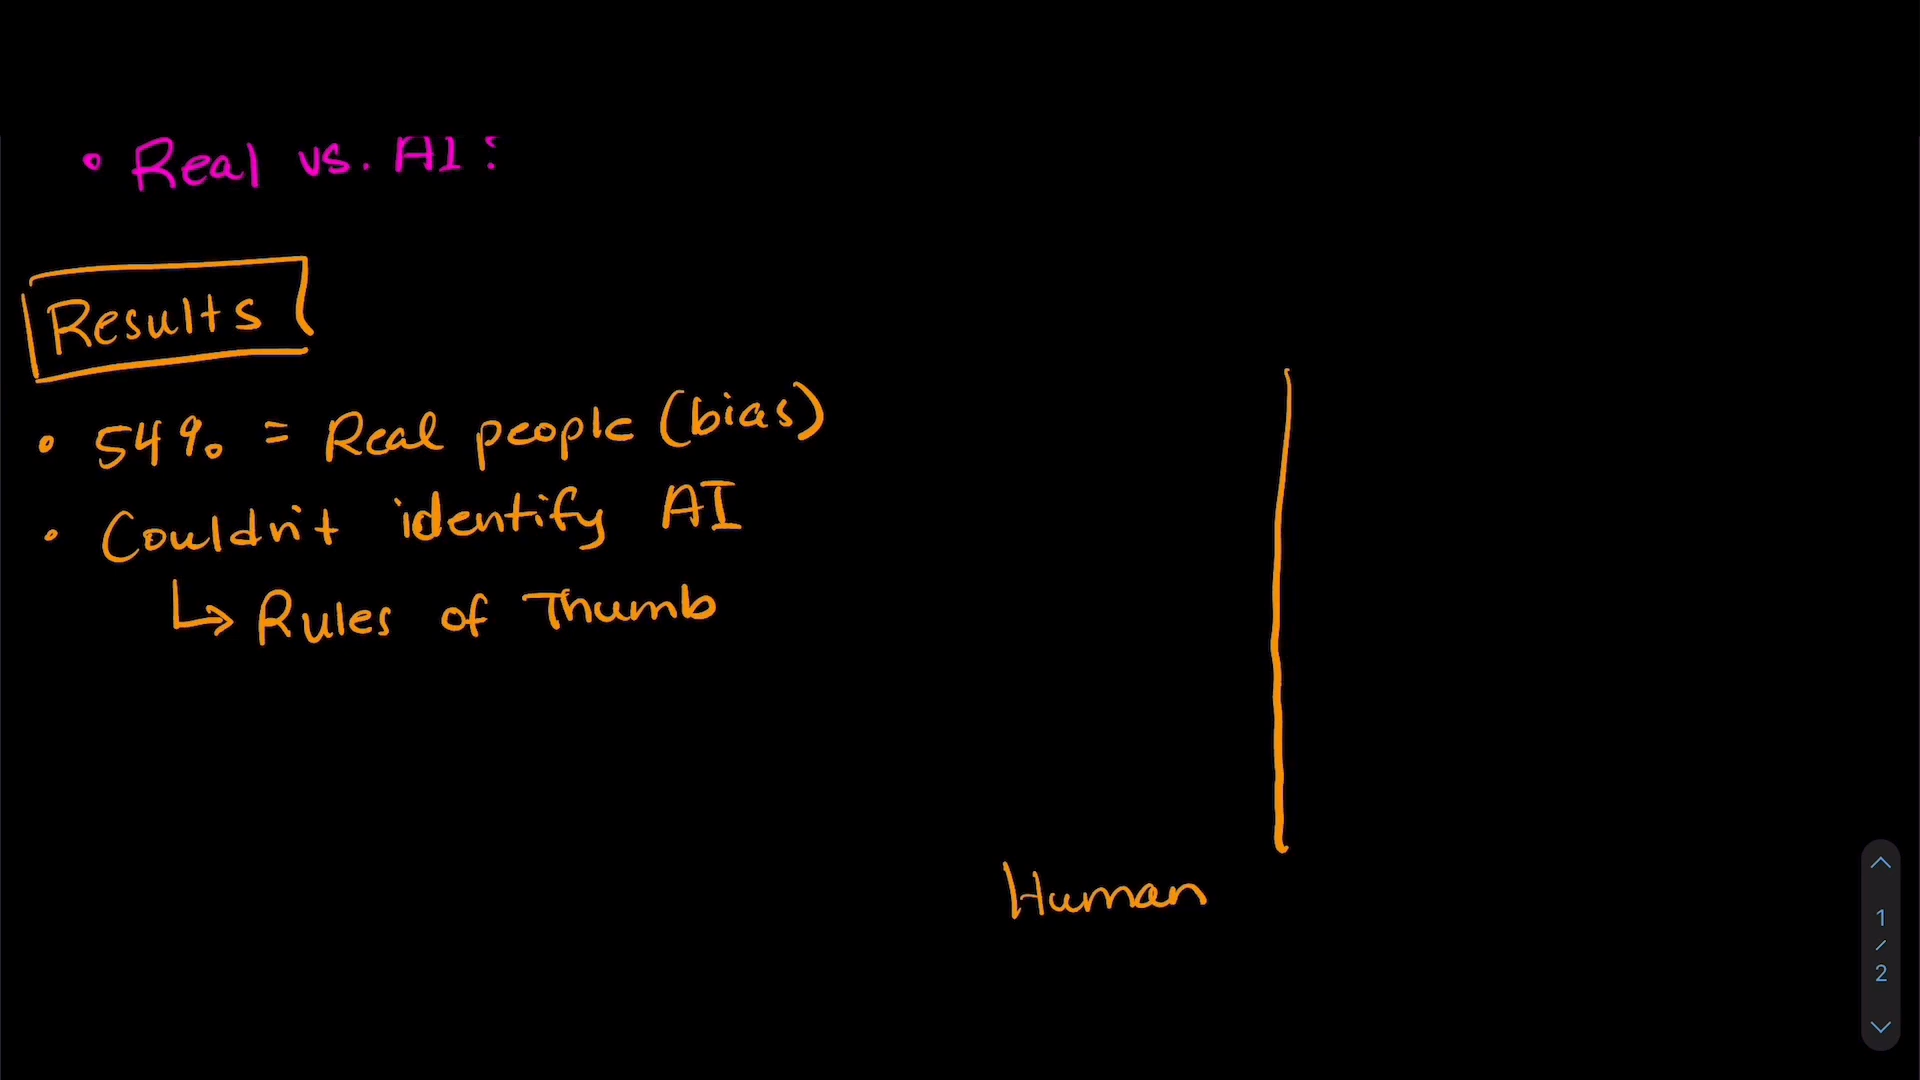 • Real vs. AI:
Results
• 54% = Real people (bias)
• Couldn't identify AI
↳ Rules of Thumb
Human
1
/
2